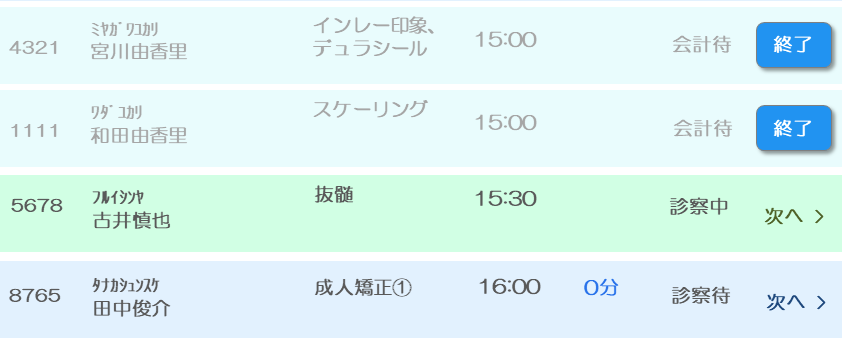 4321
ﾐﾔｶﾞﾜﾕｶﾘ
宮川由香里
インレー印象、
デュラシール
15:00
会計待
終了
1111
ﾜﾀﾞﾕｶﾘ
和田由香里
スケーリング
15:00
会計待
終了
5678
ﾌﾙｲｼﾝﾔ
古井慎也
抜髄
15:30
診察中
次へ >
8765
ﾀﾅｶｼｭﾝｽｹ
田中俊介
成人矯正①
16:00
0分
診察待
次へ >